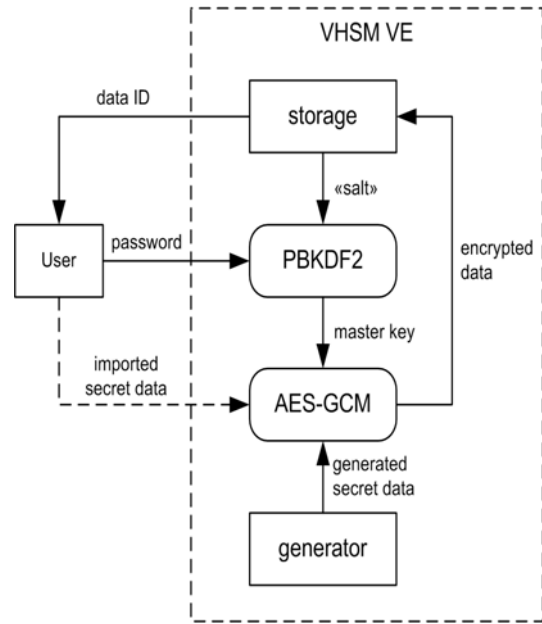 VHSM VE
data ID
storage
«salt»
User
password
PBKDF2
encrypted
data
master key
imported
secret data
AES-GCM
generated
secret data
generator